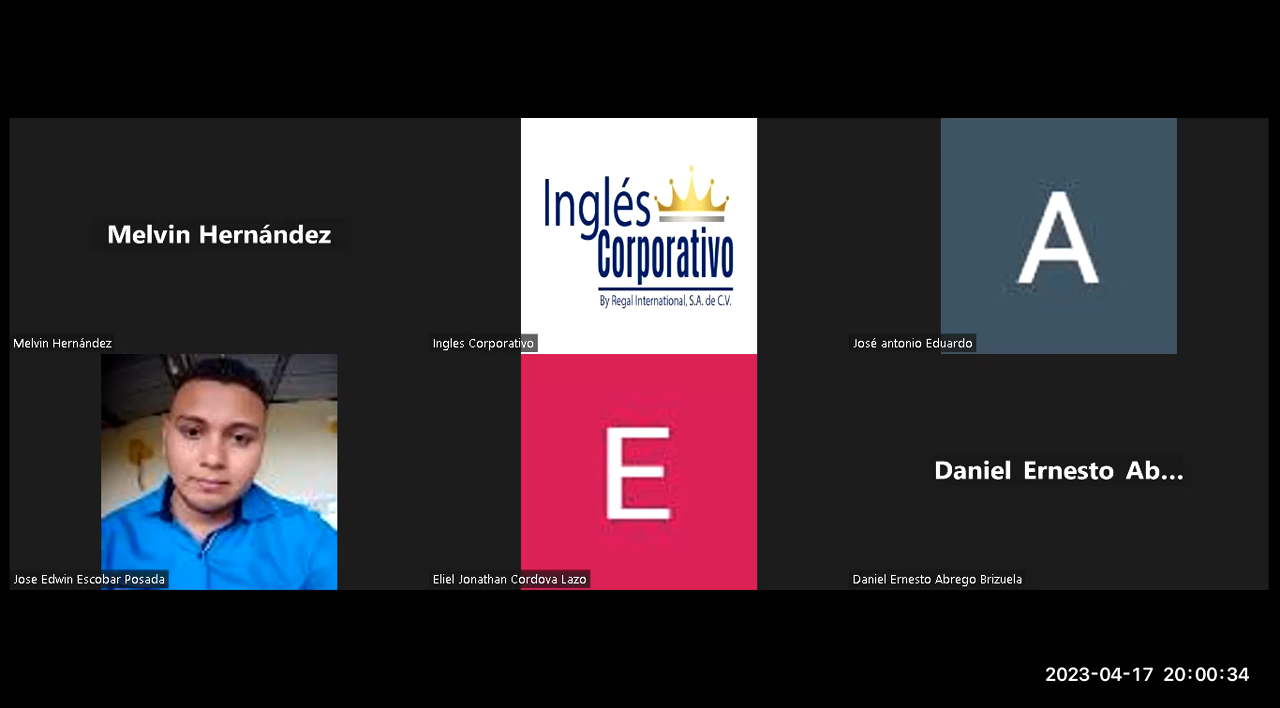 Melvin Hernández
Melvin Hernández
Inglés
Corporativo
By Regal International, S.A. de C.V.
Ingles Corporativo
A
José antonio Eduardo
Jose Edwin Escobar Posada
E
Eliel Jonathan Cordova Lazo
Daniel Ernesto Ab...
Daniel Ernesto Abrego Brizuela
2023-04-17 20:00:34